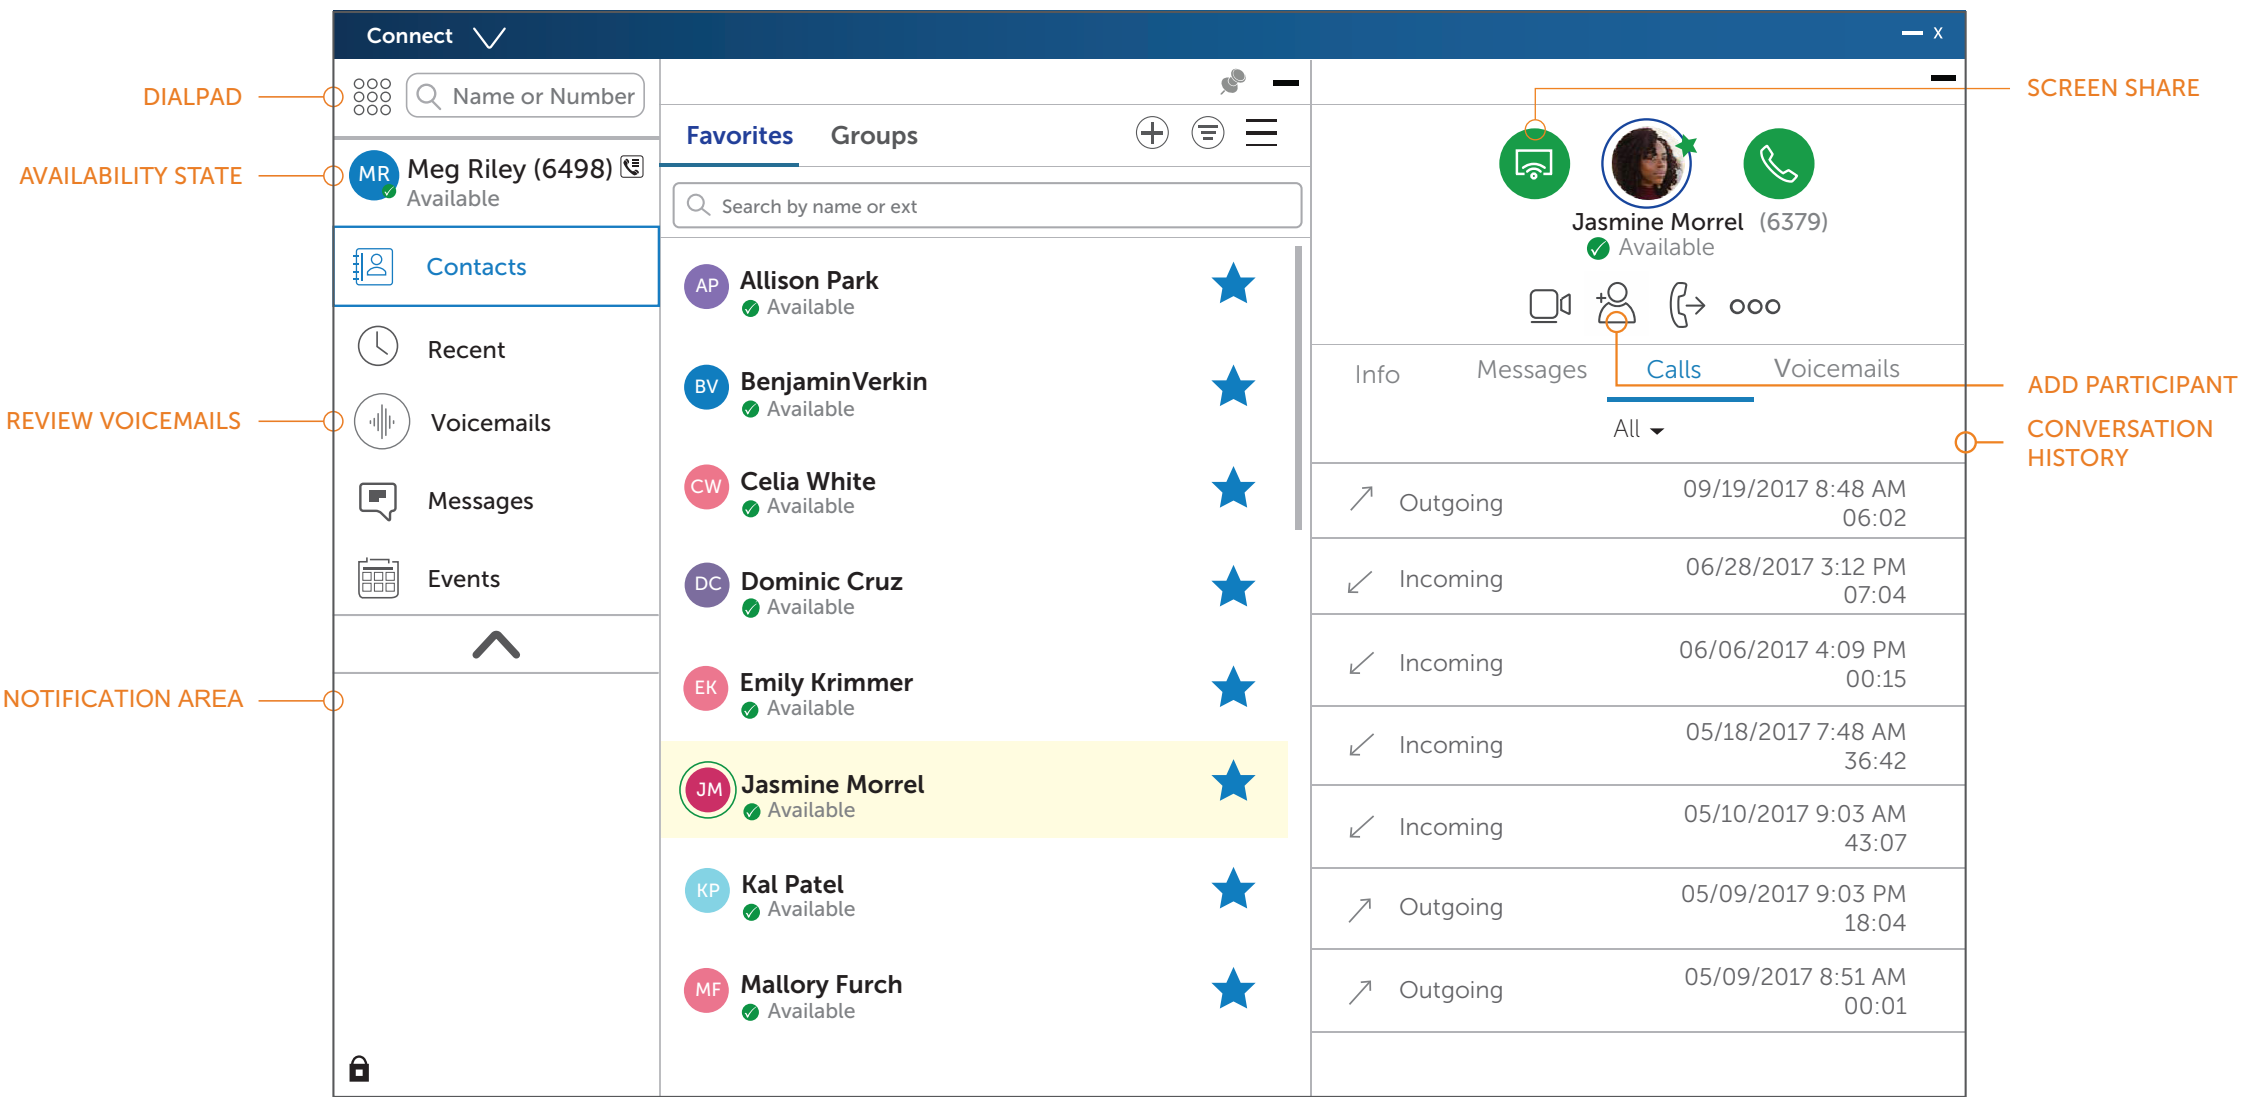 Connect
X
DIALPAD
Name or Number
AVAILABILITY STATE
MR
Meg Riley (6498)
Available
Contacts
Recent
REVIEW VOICEMAILS
Voicemails
Messages
Events
NOTIFICATION AREA
Favorites
Groups
Search by name or ext
AP
Allison Park
Available
BV
BenjaminVerkin
Available
CW
Celia White
Available
DC
Dominic Cruz
Available
EK
Emily Krimmer
Available
JM
Jasmine Morrel
Available
KP
Kal Patel
Available
MF
Mallory Furch
Available
SCREEN SHARE
Jasmine Morrel (6379)
Available
Info
Messages
Calls
Voicemails
ADD PARTICIPANT
All
CONVERSATION
HISTORY
Outgoing
09/19/2017 8:48 AM
06:02
Incoming
06/28/2017 3:12 PM
07:04
Incoming
06/06/2017 4:09 PM
00:15
Incoming
05/18/2017 7:48 AM
36:42
Incoming
05/10/2017 9:03 AM
43:07
Outgoing
05/09/2017 9:03 PM
18:04
Outgoing
05/09/2017 8:51 AM
00:01